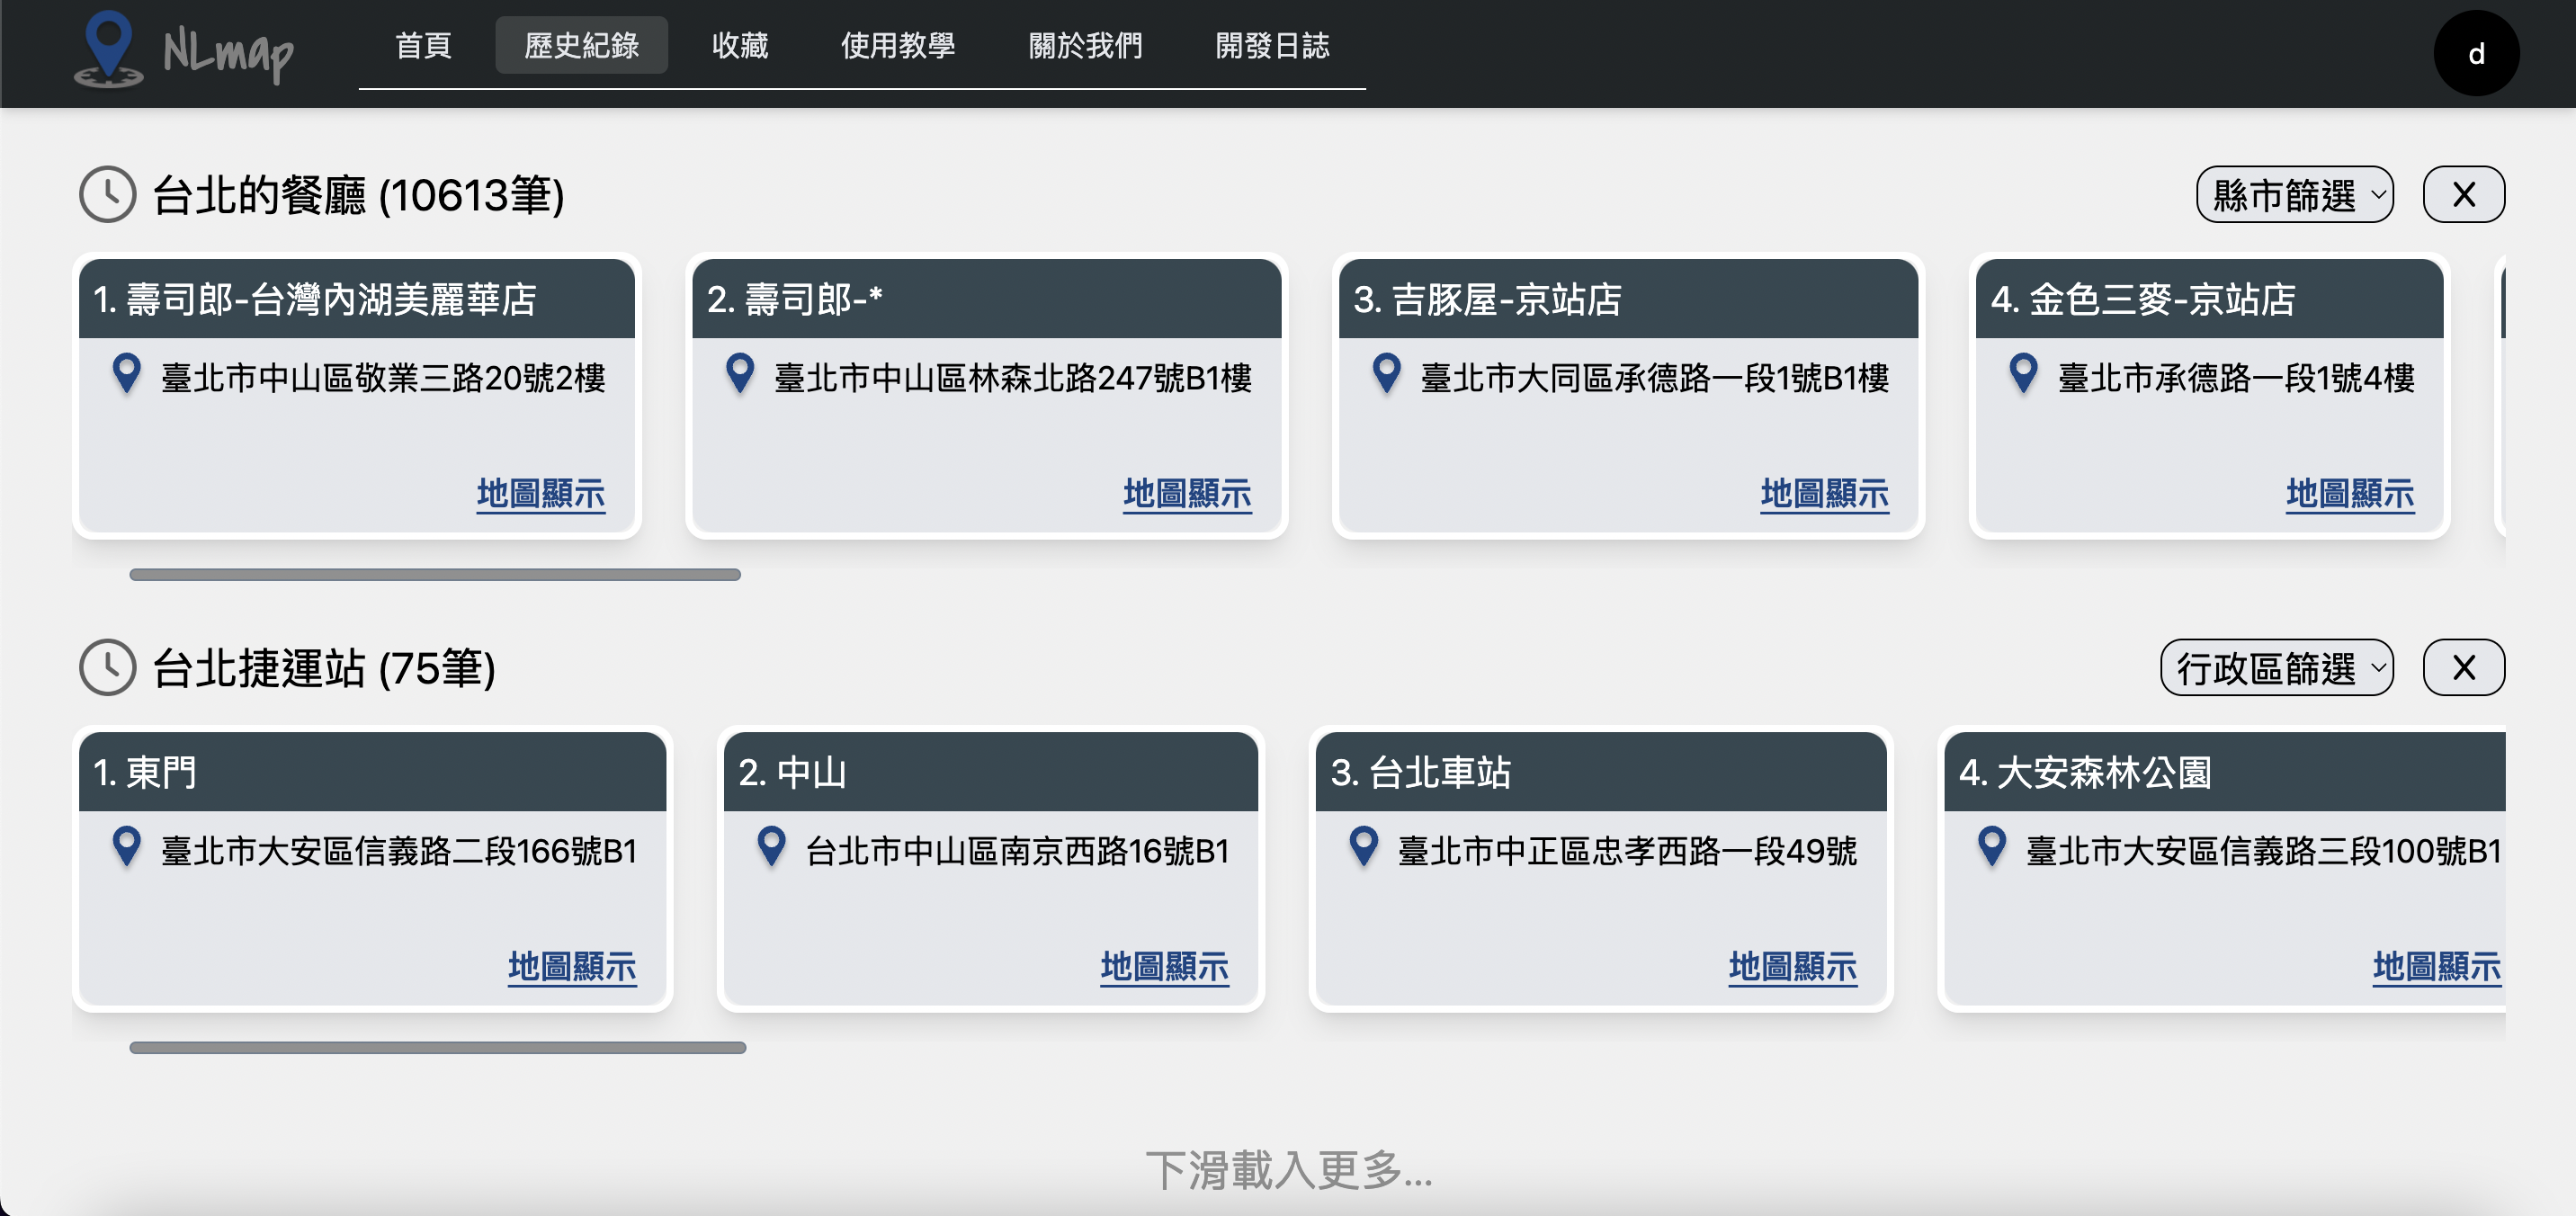 NLmap 首頁 歷史紀錄 收藏 使用教學 關於我們 開發日誌 d
台北的餐廳 (10613筆) 縣市篩選 X
1. 壽司郎-台灣內湖美麗華店
臺北市中山區敬業三路20號2樓
地圖顯示
2. 壽司郎-*
臺北市中山區林森北路247號B1樓
地圖顯示
3. 吉豚屋-京站店
臺北市大同區承德路一段1號B1樓
地圖顯示
4. 金色三麥-京站店
臺北市承德路一段1號4樓
地圖顯示
台北捷運站 (75筆) 行政區篩選 X
1. 東門
臺北市大安區信義路二段166號B1
地圖顯示
2. 中山
台北市中山區南京西路16號B1
地圖顯示
3. 台北車站
臺北市中正區忠孝西路一段49號
地圖顯示
4. 大安森林公園
臺北市大安區信義路三段100號B1
地圖顯示
下滑載入更多...